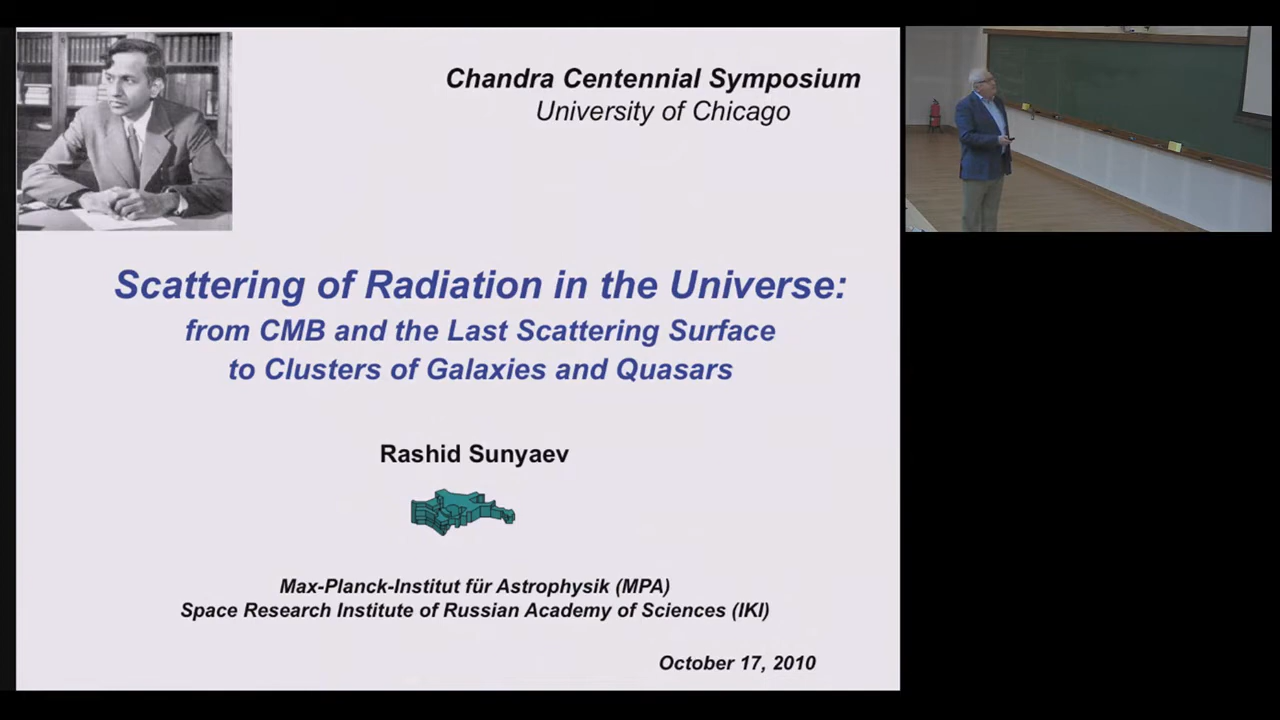 Chandra Centennial Symposium
University of Chicago
Scattering of Radiation in the Universe:
from CMB and the Last Scattering Surface
to Clusters of Galaxies and Quasars
Rashid Sunyaev
Max-Planck-Institut für Astrophysik (MPA)
Space Research Institute of Russian Academy of Sciences (IKI)
October 17, 2010